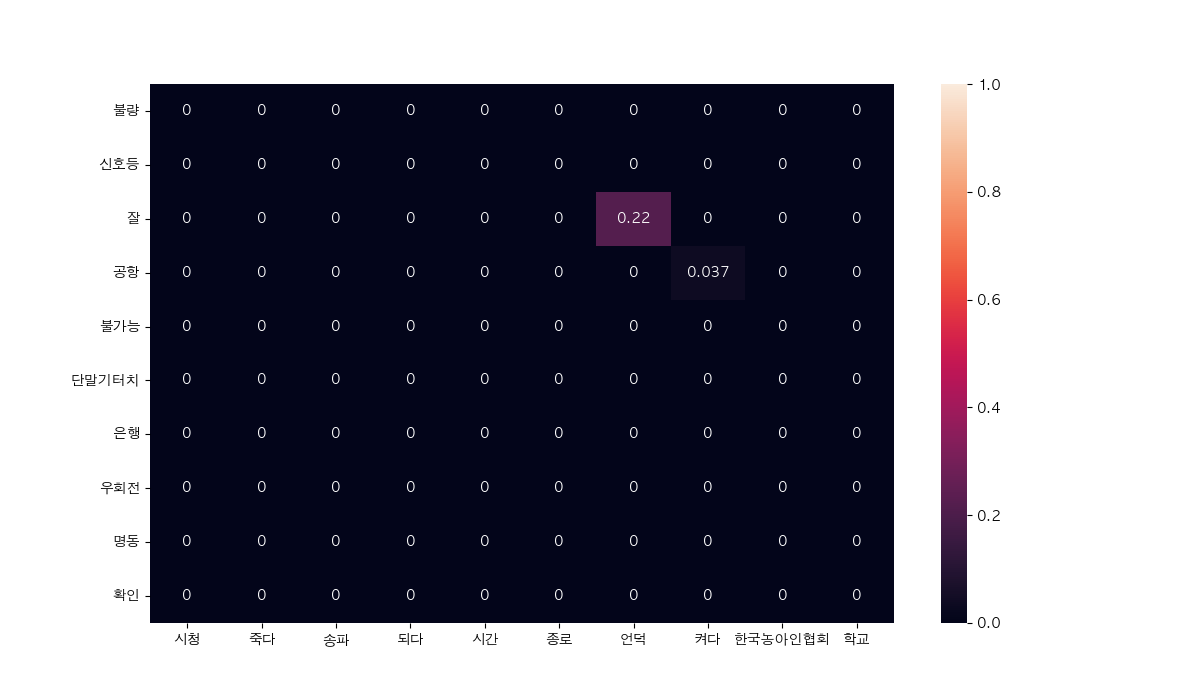 1.0
불량 0 0 0 0 0 0 0 0 0 0
신호등 0 0 0 0 0 0 0 0 0 0
0.8
잘 0 0 0 0 0 0 0.22 0 0 0
공항 0 0 0 0 0 0 0 0.037 0 0
0.6
불가능 0 0 0 0 0 0 0 0 0 0
단말기터치 0 0 0 0 0 0 0 0 0 0
0.4
은행 0 0 0 0 0 0 0 0 0 0
우회전 0 0 0 0 0 0 0 0 0 0
0.2
명동 0 0 0 0 0 0 0 0 0 0
확인 0 0 0 0 0 0 0 0 0 0
0.0
시청 죽다 송파 되다 시간 종로 언덕 켜다 한국농아인협회 학교